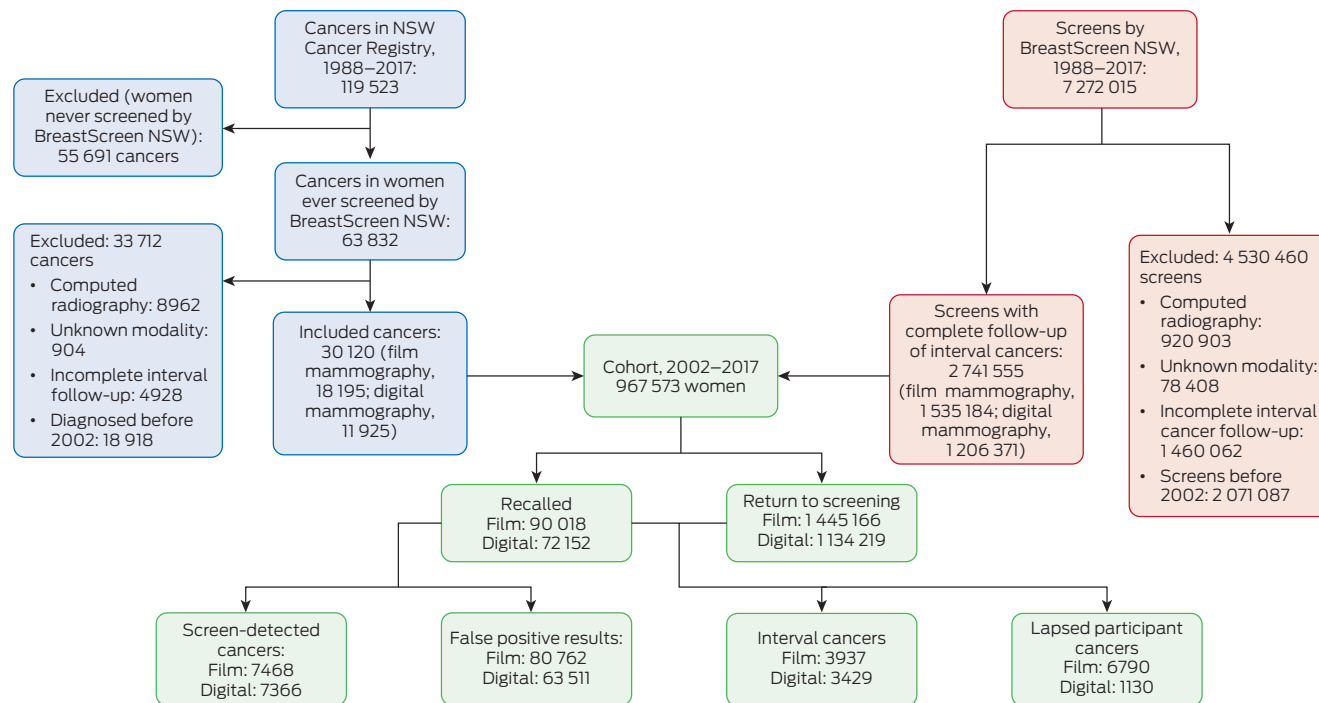 Cancers in NSW
Cancer Registry,
1988–2017:
119 523
Screens by
BreastScreen NSW,
1988–2017:
7 272 015
Excluded (women
never screened by
BreastScreen NSW):
55 691 cancers
Cancers in women
ever screened by
BreastScreen NSW:
63 832
Excluded: 33 712
cancers
• Computed
radiography: 8962
• Unknown modality:
904
• Incomplete interval
follow-up: 4928
• Diagnosed before
2002: 18 918
Included cancers:
30 120 (film
mammography,
18 195; digital
mammography,
11 925)
Cohort, 2002–2017
967 573 women
Screens with
complete follow-up
of interval cancers:
2 741 555
(film mammography,
1 535 184; digital
mammography,
1 206 371)
Excluded: 4 530 460
screens
• Computed
radiography:
920 903
• Unknown modality:
78 408
• Incomplete interval
cancer follow-up:
1 460 062
• Screens before
2002: 2 071 087
Recalled
Film: 90 018
Digital: 72 152
Return to screening
Film: 1 445 166
Digital: 1 134 219
Screen-detected
cancers:
Film: 7468
Digital: 7366
False positive results:
Film: 80 762
Digital: 63 511
Interval cancers
Film: 3937
Digital: 3429
Lapsed participant
cancers
Film: 6790
Digital: 1130